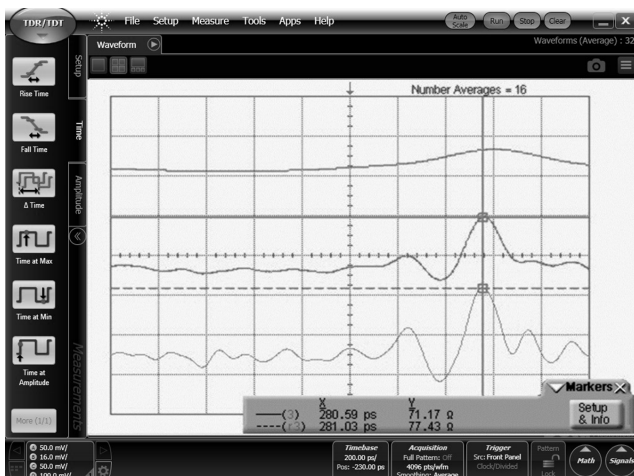 TDR/TDT
File Setup Measure Tools Apps Help
Auto Scale Run Stop Clear
Waveform
Waveforms (Average) : 32
Setup
Time
Amplitude
Measurements
Rise Time
Fall Time
Δ Time
Time at Max
Time at Min
Time at Amplitude
More (1/1)
Number Averages = 16
X Y
(3) 280.59 ps 71.17 Ω
(r3) 281.03 ps 77.43 Ω
Markers
Setup & Info
50.0 mV/
16.0 mV/
50.0 mV/
100.0 mV/
Timebase
200.00 ps/
Pos: -230.00 ps
Acquisition
Full Pattern: Off
4096 pts/wfm
Smoothing: Average
Trigger
Src: Front Panel
Clock/Divided
Pattern
Lock
Math
Signals